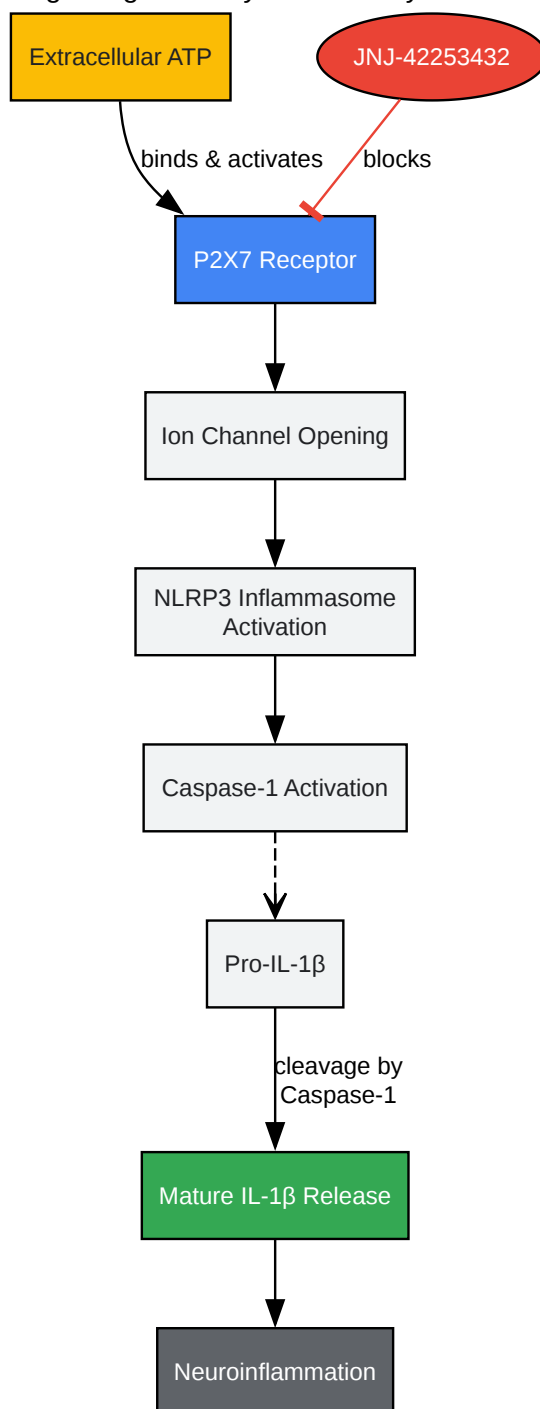 Extracellular ATP
JNJ-42253432
binds & activates
blocks
P2X7 Receptor
Ion Channel Opening
NLRP3 Inflammasome
Activation
Caspase-1 Activation
Pro-IL-1β
cleavage by
Caspase-1
Mature IL-1β Release
Neuroinflammation